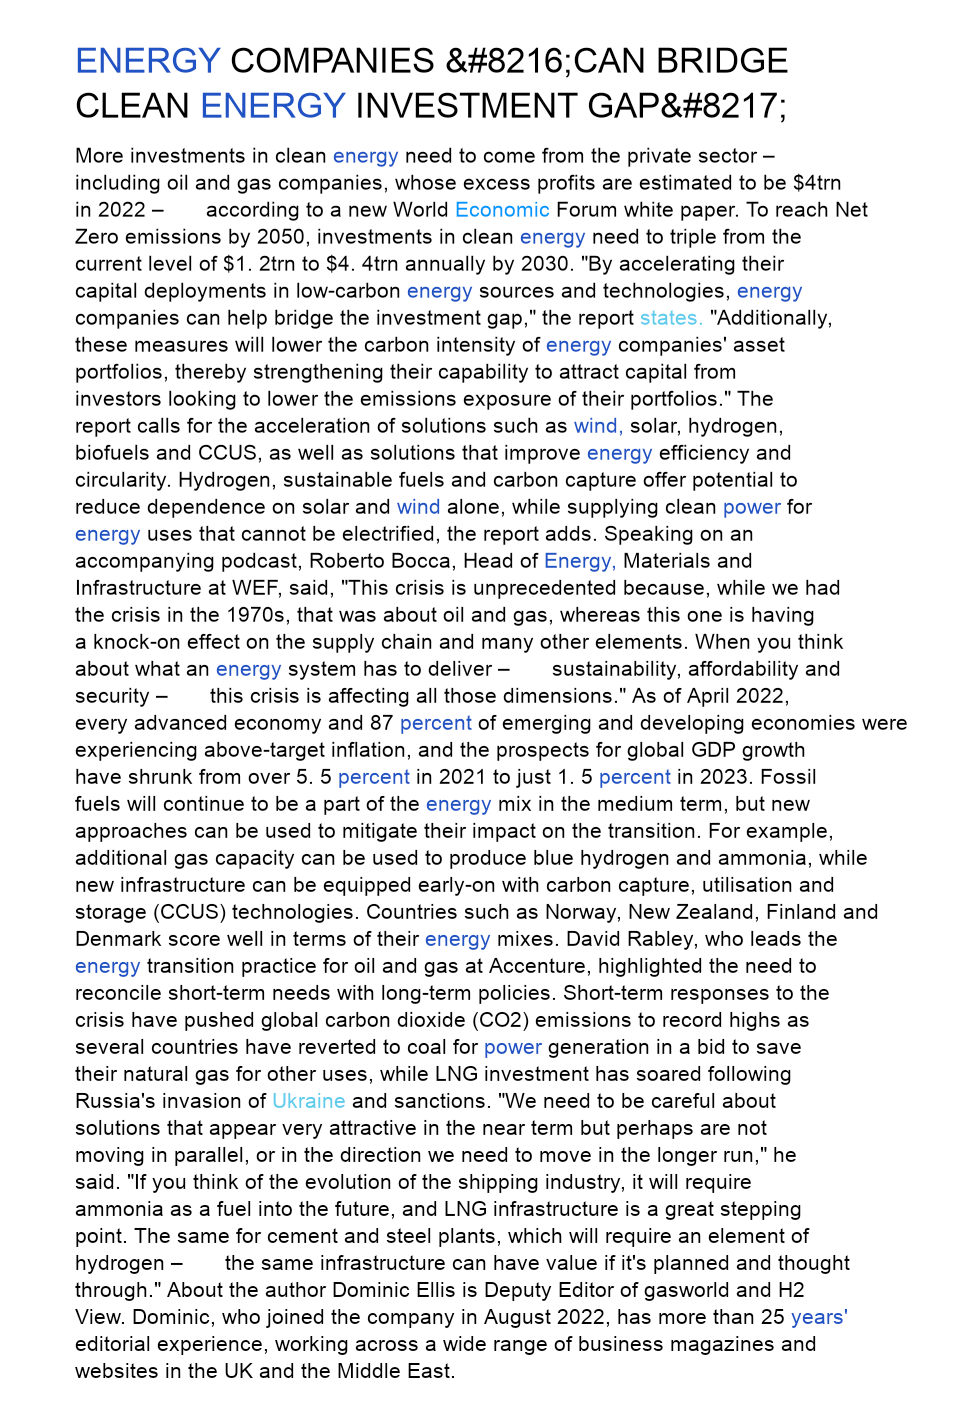 ENERGY COMPANIES &#8216;CAN BRIDGE
CLEAN ENERGY INVESTMENT GAP&#8217;
More investments in clean energy need to come from the private sector –
including oil and gas companies, whose excess profits are estimated to be $4trn
in 2022 – according to a new World Economic Forum white paper. To reach Net
Zero emissions by 2050, investments in clean energy need to triple from the
current level of $1. 2trn to $4. 4trn annually by 2030. "By accelerating their
capital deployments in low-carbon energy sources and technologies, energy
companies can help bridge the investment gap," the report states. "Additionally,
these measures will lower the carbon intensity of energy companies' asset
portfolios, thereby strengthening their capability to attract capital from
investors looking to lower the emissions exposure of their portfolios." The
report calls for the acceleration of solutions such as wind, solar, hydrogen,
biofuels and CCUS, as well as solutions that improve energy efficiency and
circularity. Hydrogen, sustainable fuels and carbon capture offer potential to
reduce dependence on solar and wind alone, while supplying clean power for
energy uses that cannot be electrified, the report adds. Speaking on an
accompanying podcast, Roberto Bocca, Head of Energy, Materials and
Infrastructure at WEF, said, "This crisis is unprecedented because, while we had
the crisis in the 1970s, that was about oil and gas, whereas this one is having
a knock-on effect on the supply chain and many other elements. When you think
about what an energy system has to deliver – sustainability, affordability and
security – this crisis is affecting all those dimensions." As of April 2022,
every advanced economy and 87 percent of emerging and developing economies were
experiencing above-target inflation, and the prospects for global GDP growth
have shrunk from over 5. 5 percent in 2021 to just 1. 5 percent in 2023. Fossil
fuels will continue to be a part of the energy mix in the medium term, but new
approaches can be used to mitigate their impact on the transition. For example,
additional gas capacity can be used to produce blue hydrogen and ammonia, while
new infrastructure can be equipped early-on with carbon capture, utilisation and
storage (CCUS) technologies. Countries such as Norway, New Zealand, Finland and
Denmark score well in terms of their energy mixes. David Rabley, who leads the
energy transition practice for oil and gas at Accenture, highlighted the need to
reconcile short-term needs with long-term policies. Short-term responses to the
crisis have pushed global carbon dioxide (CO2) emissions to record highs as
several countries have reverted to coal for power generation in a bid to save
their natural gas for other uses, while LNG investment has soared following
Russia's invasion of Ukraine and sanctions. "We need to be careful about
solutions that appear very attractive in the near term but perhaps are not
moving in parallel, or in the direction we need to move in the longer run," he
said. "If you think of the evolution of the shipping industry, it will require
ammonia as a fuel into the future, and LNG infrastructure is a great stepping
point. The same for cement and steel plants, which will require an element of
hydrogen – the same infrastructure can have value if it's planned and thought
through." About the author Dominic Ellis is Deputy Editor of gasworld and H2
View. Dominic, who joined the company in August 2022, has more than 25 years'
editorial experience, working across a wide range of business magazines and
websites in the UK and the Middle East.